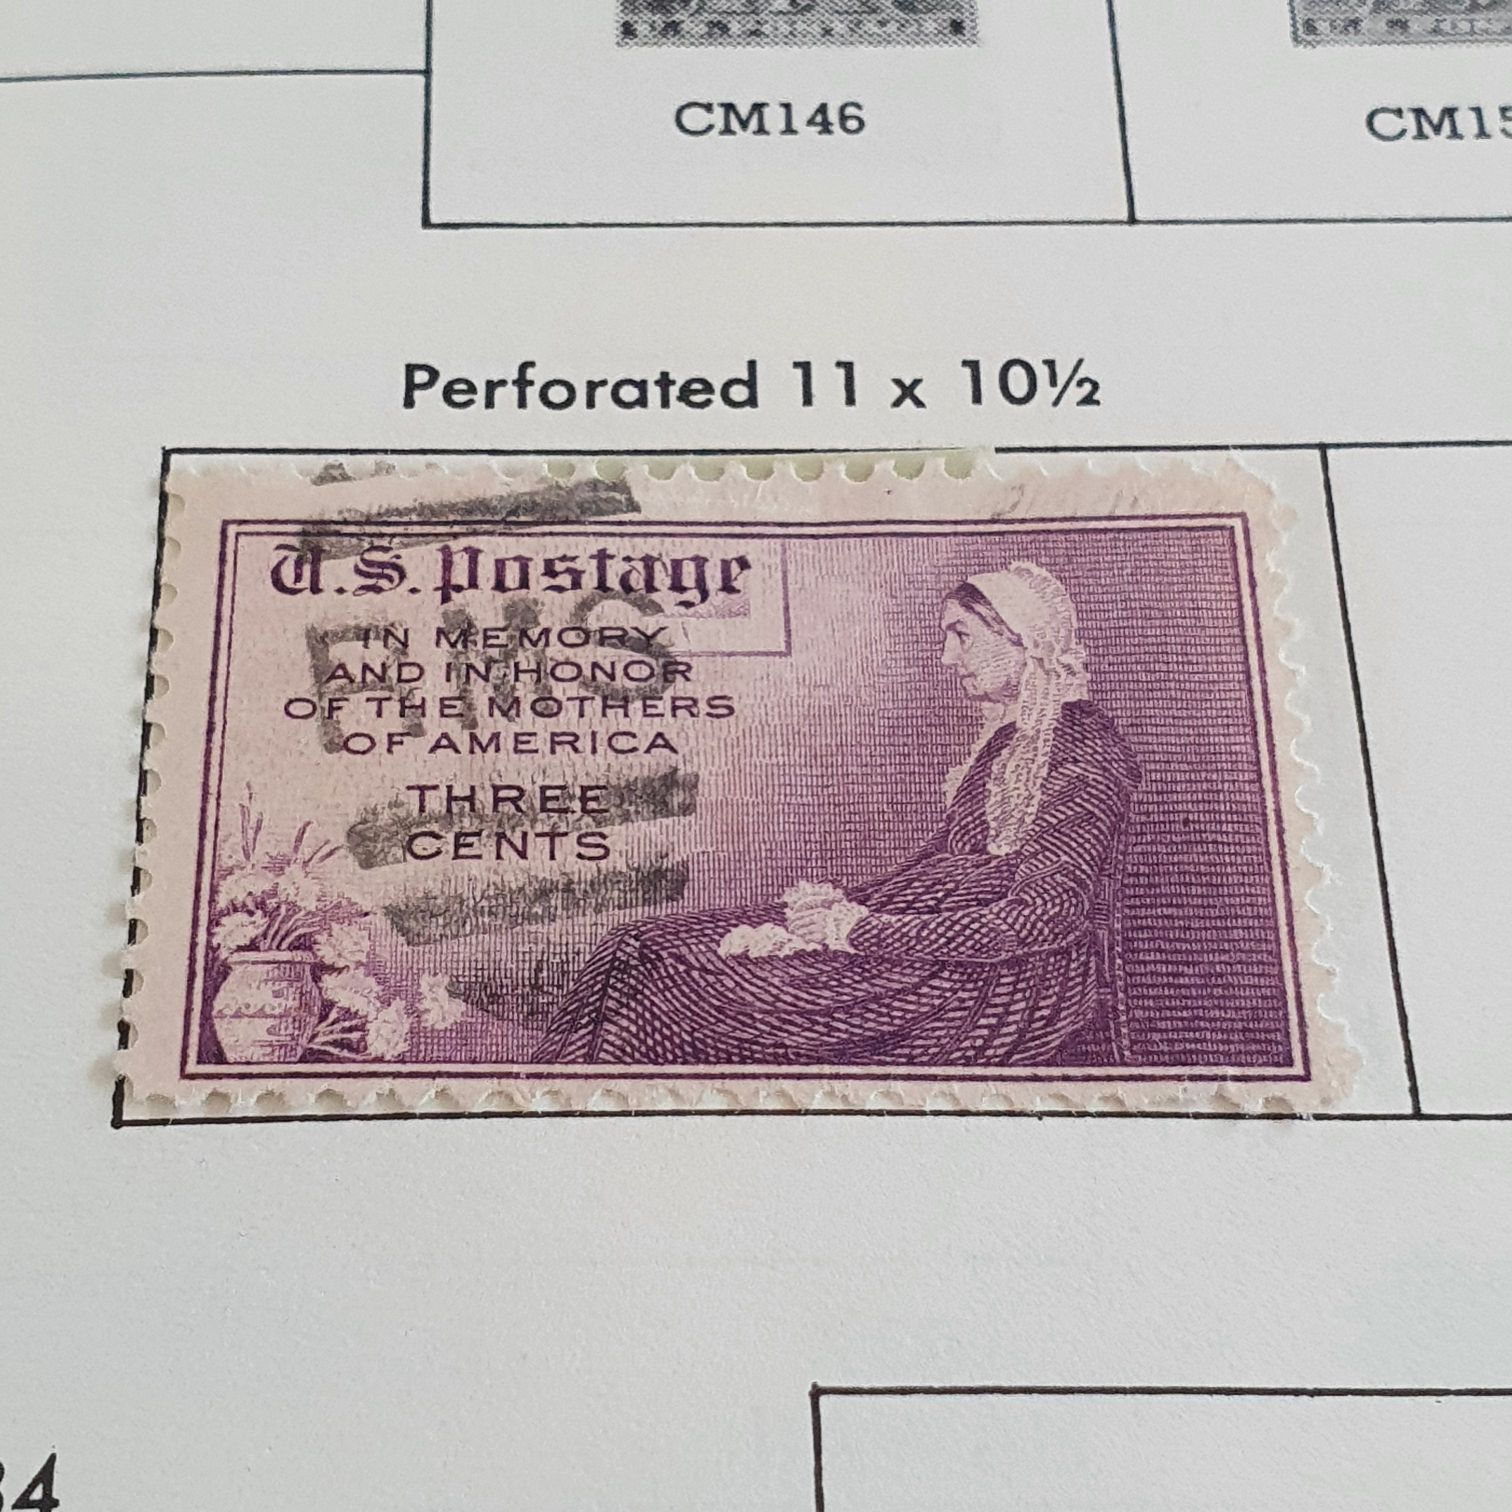 CM146
CM15
Perforated 11 x 10½
U.S. Postage
IN MEMORY
AND IN HONOR
OF THE MOTHERS
OF AMERICA
THREE
CENTS
34